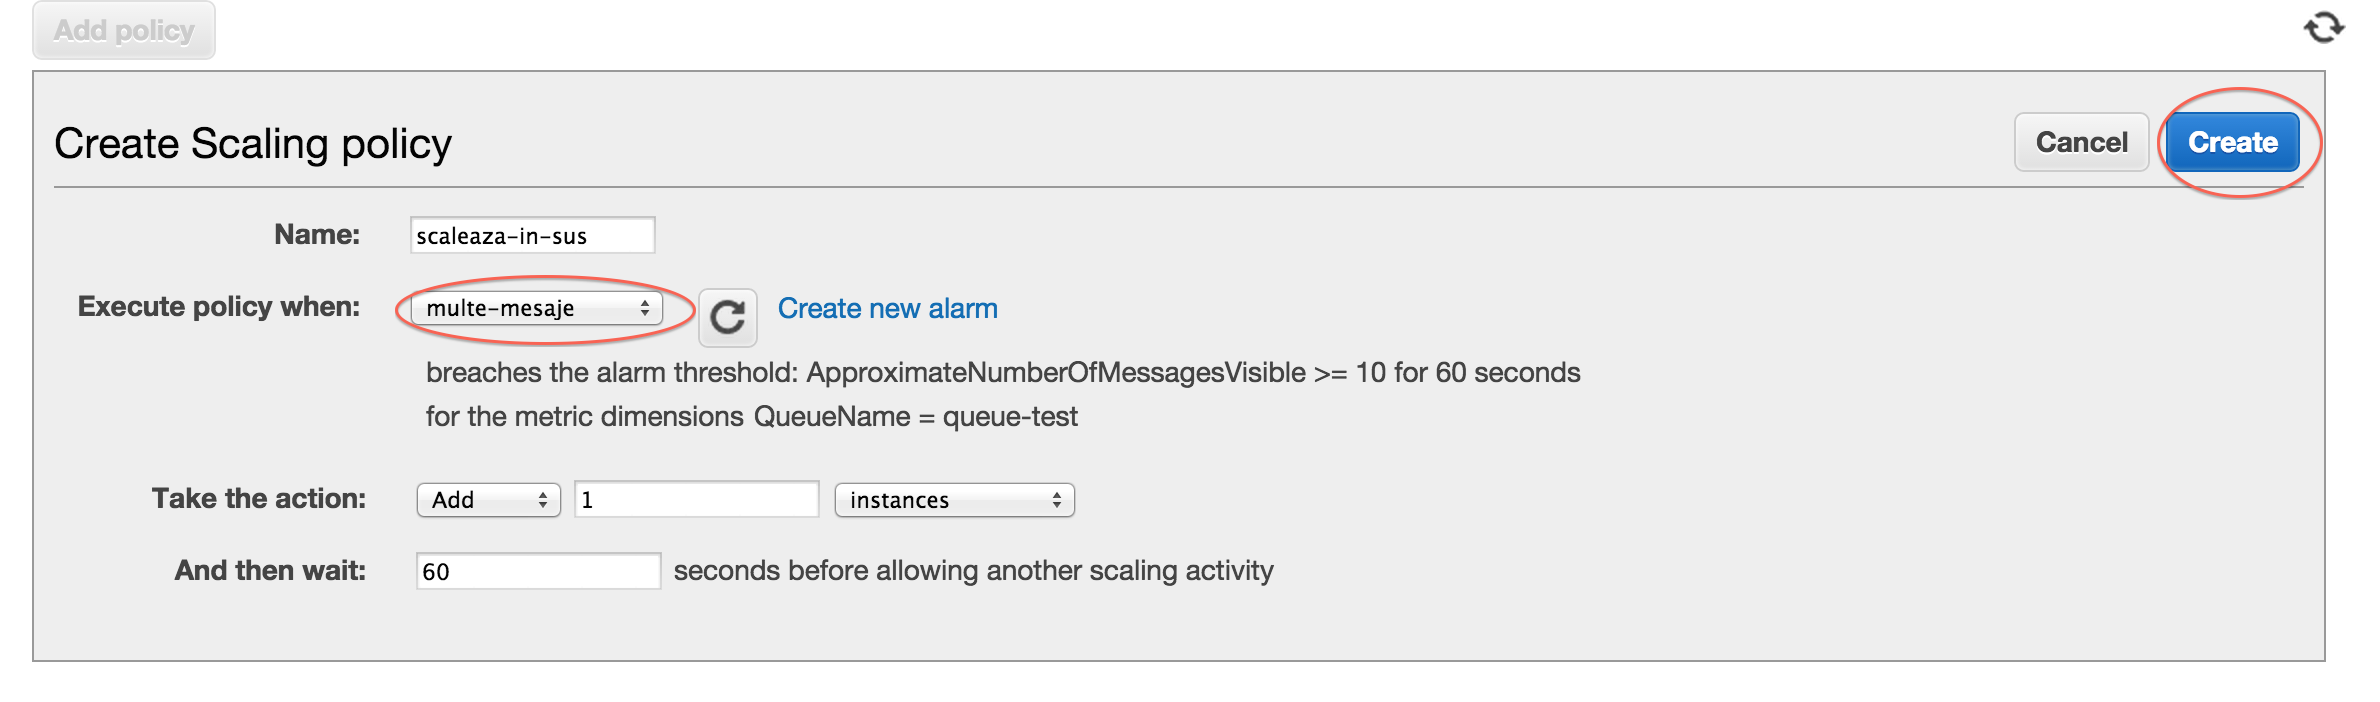 Add policy
Create Scaling policy
Cancel
Create
Name: scaleaza-in-sus
Execute policy when: multe-mesaje Create new alarm
breaches the alarm threshold: ApproximateNumberOfMessagesVisible >= 10 for 60 seconds
for the metric dimensions QueueName = queue-test
Take the action: Add 1 instances
And then wait: 60 seconds before allowing another scaling activity